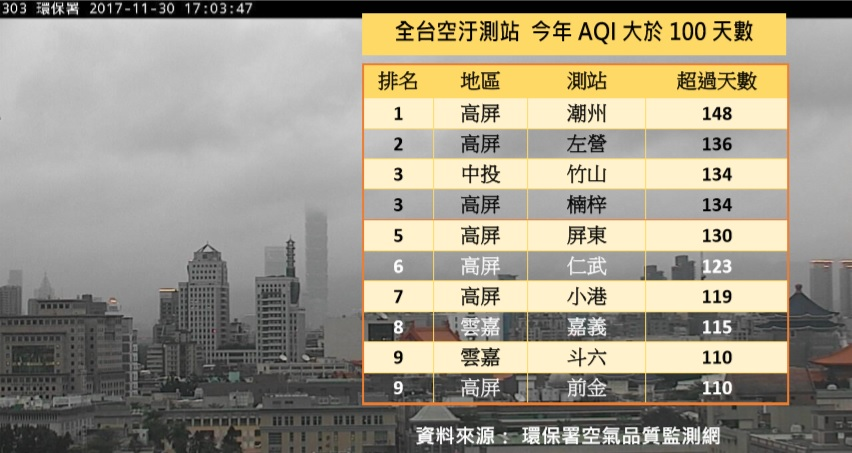 303 環保署 2017-11-30 17:03:47
全台空汙測站 今年 AQI 大於 100 天數
排名 地區 測站 超過天數
1 高屏 潮州 148
2 高屏 左營 136
3 中投 竹山 134
3 高屏 楠梓 134
5 高屏 屏東 130
6 高屏 仁武 123
7 高屏 小港 119
8 雲嘉 嘉義 115
9 雲嘉 斗六 110
9 高屏 前金 110
資料來源： 環保署空氣品質監測網